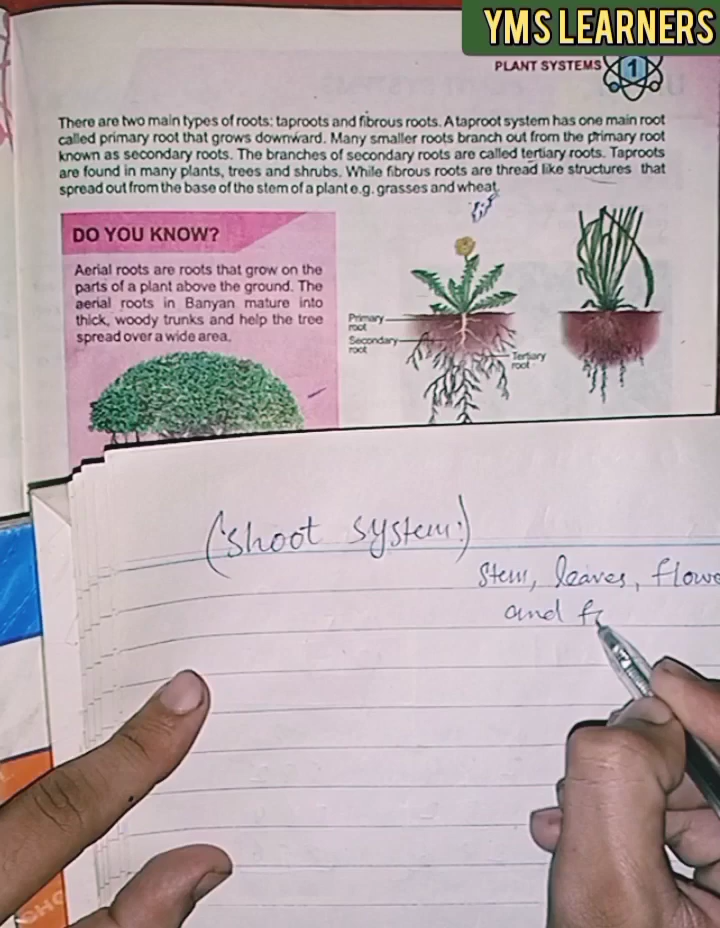 YMS LEARNERS
PLANT SYSTEMS 1
There are two main types of roots: taproots and fibrous roots. A taproot system has one main root
called primary root that grows downward. Many smaller roots branch out from the primary root
known as secondary roots. The branches of secondary roots are called tertiary roots. Taproots
are found in many plants, trees and shrubs. While fibrous roots are thread like structures that
spread out from the base of the stem of a plant e.g. grasses and wheat.
DO YOU KNOW?
Aerial roots are roots that grow on the
parts of a plant above the ground. The
aerial roots in Banyan mature into
thick, woody trunks and help the tree
spread over a wide area.
Primary
root
Secondary
root
Tertiary
root
(Shoot system:)
Stem, leaves, flowe
and f